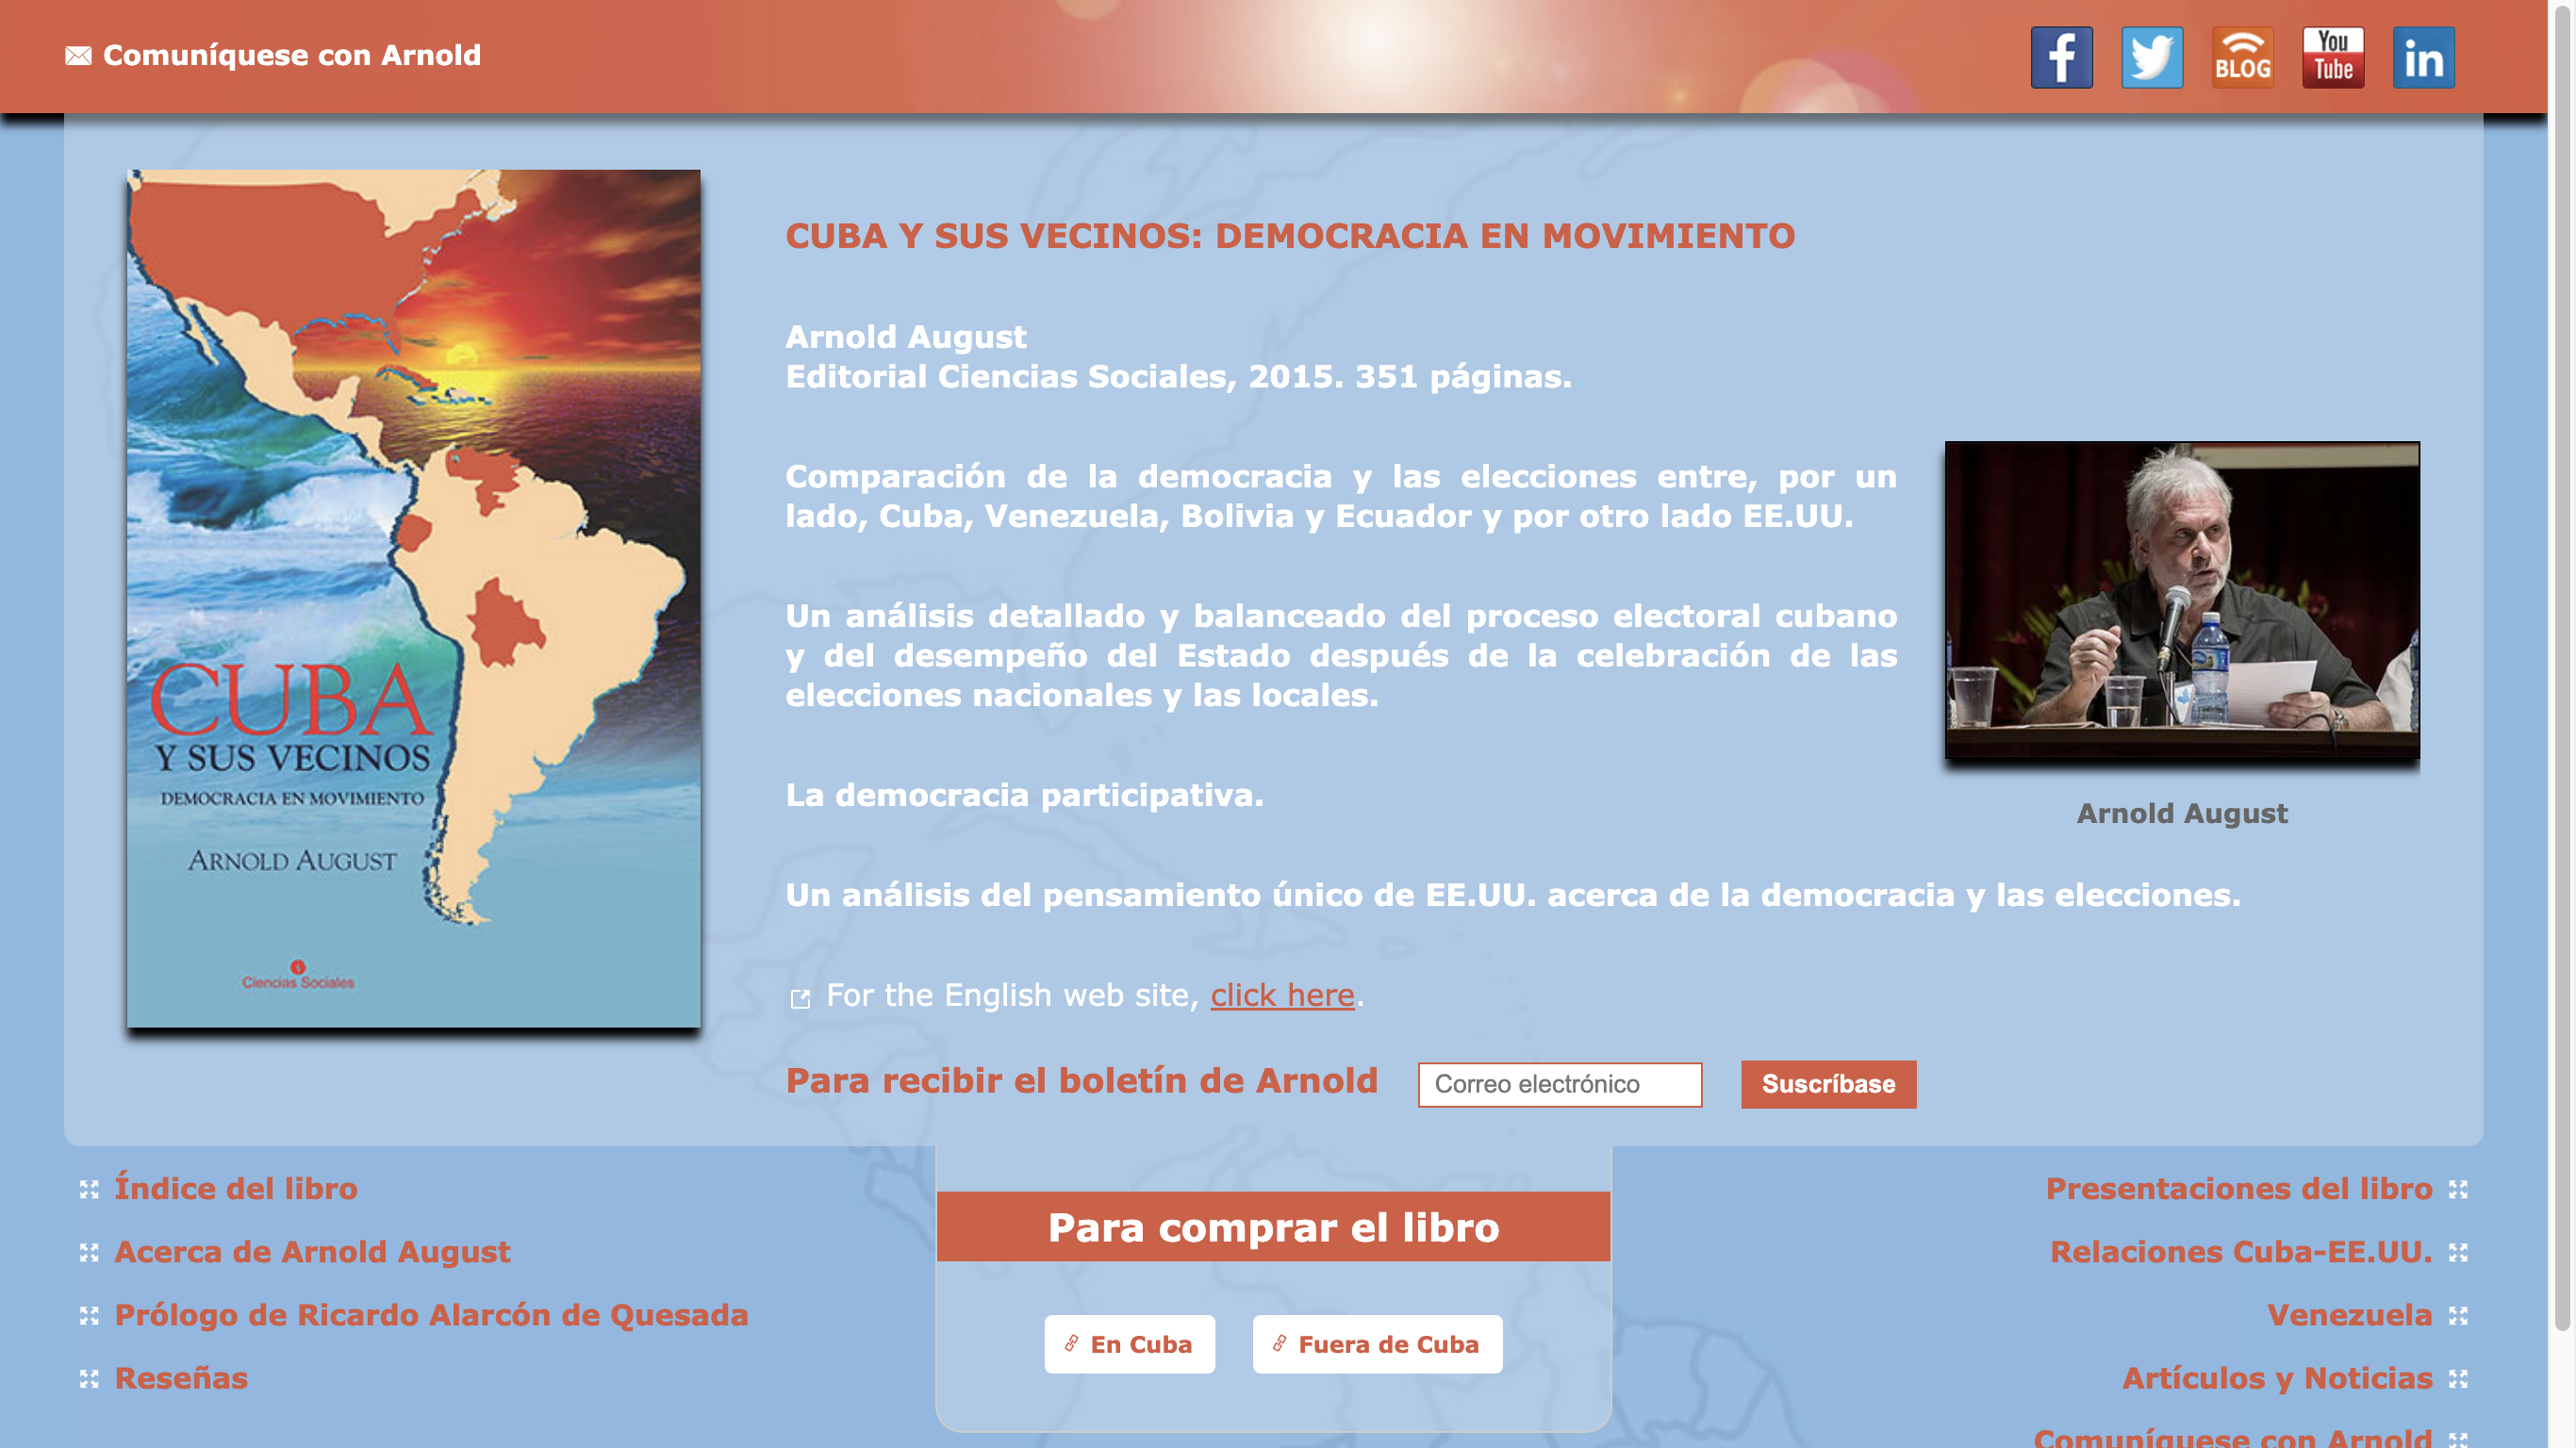 Comuníquese con Arnold
BLOG
You
Tube
in
CUBA
Y SUS VECINOS
DEMOCRACIA EN MOVIMIENTO
ARNOLD AUGUST
Ciencias Sociales
CUBA Y SUS VECINOS: DEMOCRACIA EN MOVIMIENTO
Arnold August
Editorial Ciencias Sociales, 2015. 351 páginas.
Comparación de la democracia y las elecciones entre, por un
lado, Cuba, Venezuela, Bolivia y Ecuador y por otro lado EE.UU.
Un análisis detallado y balanceado del proceso electoral cubano
y del desempeño del Estado después de la celebración de las
elecciones nacionales y las locales.
La democracia participativa.
Arnold August
Un análisis del pensamiento único de EE.UU. acerca de la democracia y las elecciones.
For the English web site, click here.
Para recibir el boletín de Arnold
Correo electrónico
Suscríbase
Índice del libro
Acerca de Arnold August
Prólogo de Ricardo Alarcón de Quesada
Reseñas
Para comprar el libro
En Cuba
Fuera de Cuba
Presentaciones del libro
Relaciones Cuba-EE.UU.
Venezuela
Artículos y Noticias
Comuníquese con Arnold